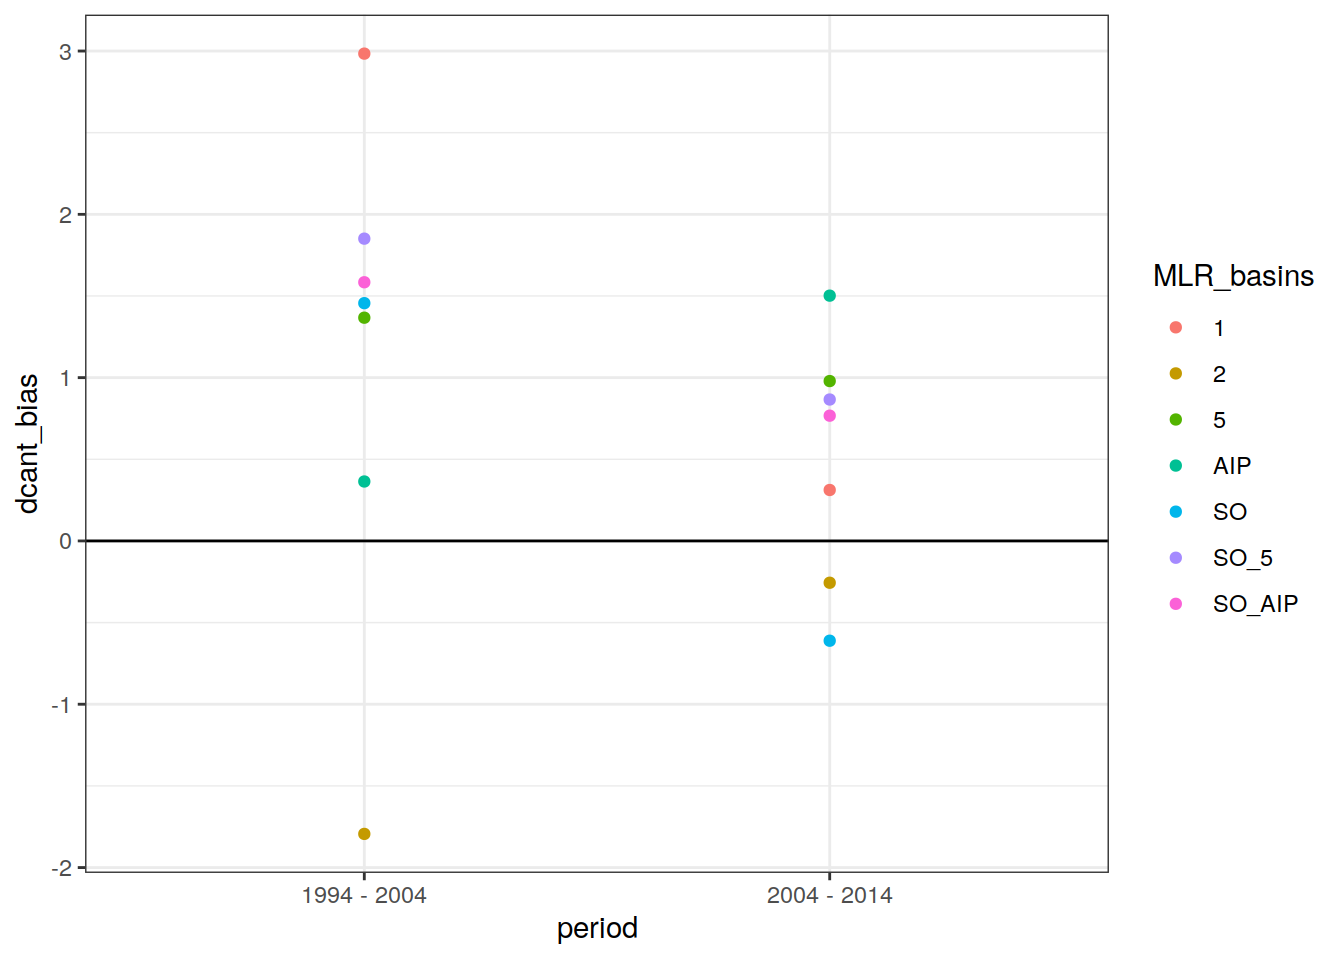 3
2
1
0
-1
-2
dcant_bias
1994 - 2004
2004 - 2014
period
MLR_basins
1
2
5
AIP
SO
SO_5
SO_AIP